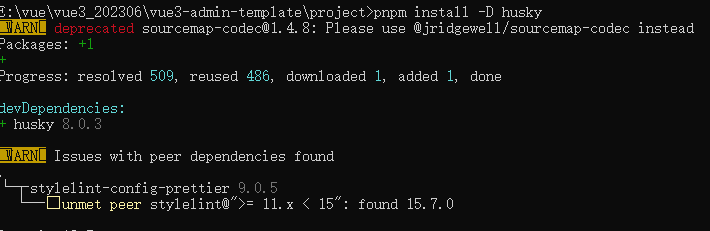 E:\vue\vue3_202306\vue3-admin-template\project>pnpm install -D husky
WARN deprecated sourcemap-codec@1.4.8: Please use @jridgewell/sourcemap-codec instead
Packages: +1
+
Progress: resolved 509, reused 486, downloaded 1, added 1, done
devDependencies:
+ husky 8.0.3
WARN Issues with peer dependencies found
stylelint-config-prettier 9.0.5
unmet peer stylelint@">= 11.x < 15": found 15.7.0